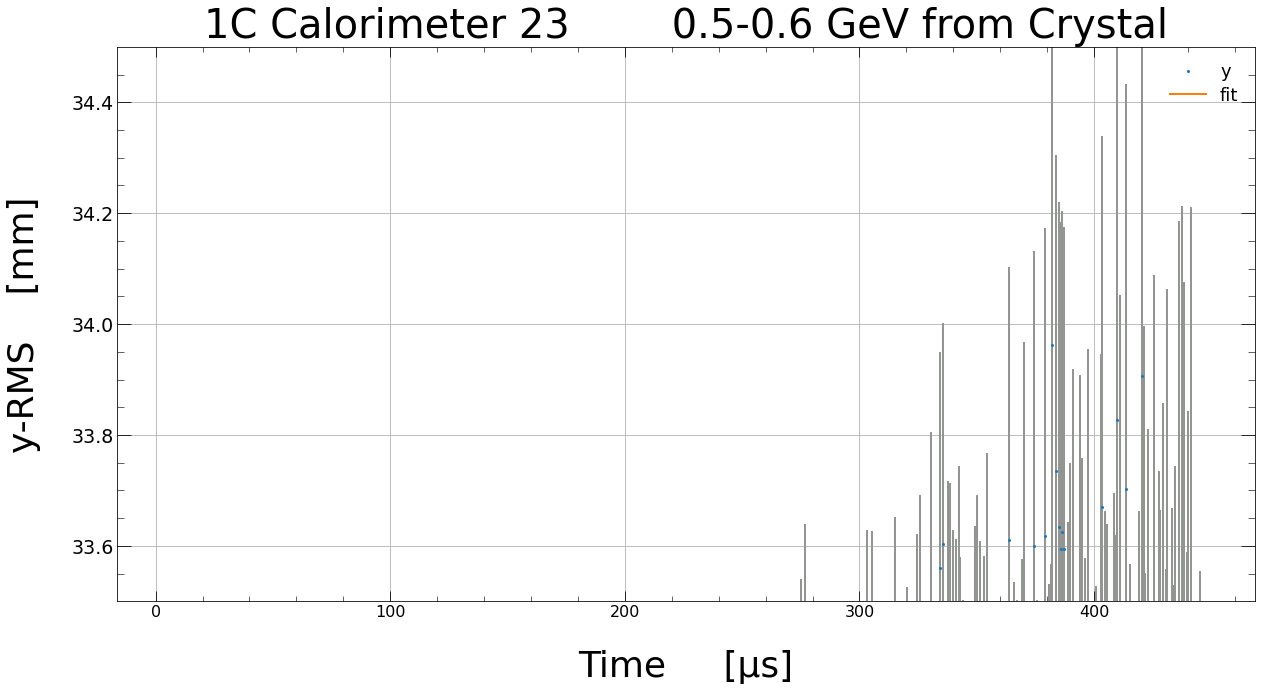 1C Calorimeter 23 0.5-0.6 GeV from Crystal
y
fit
34.4
34.2
34.0
33.8
33.6
y-RMS [mm]
0 100 200 300 400
Time [µs]